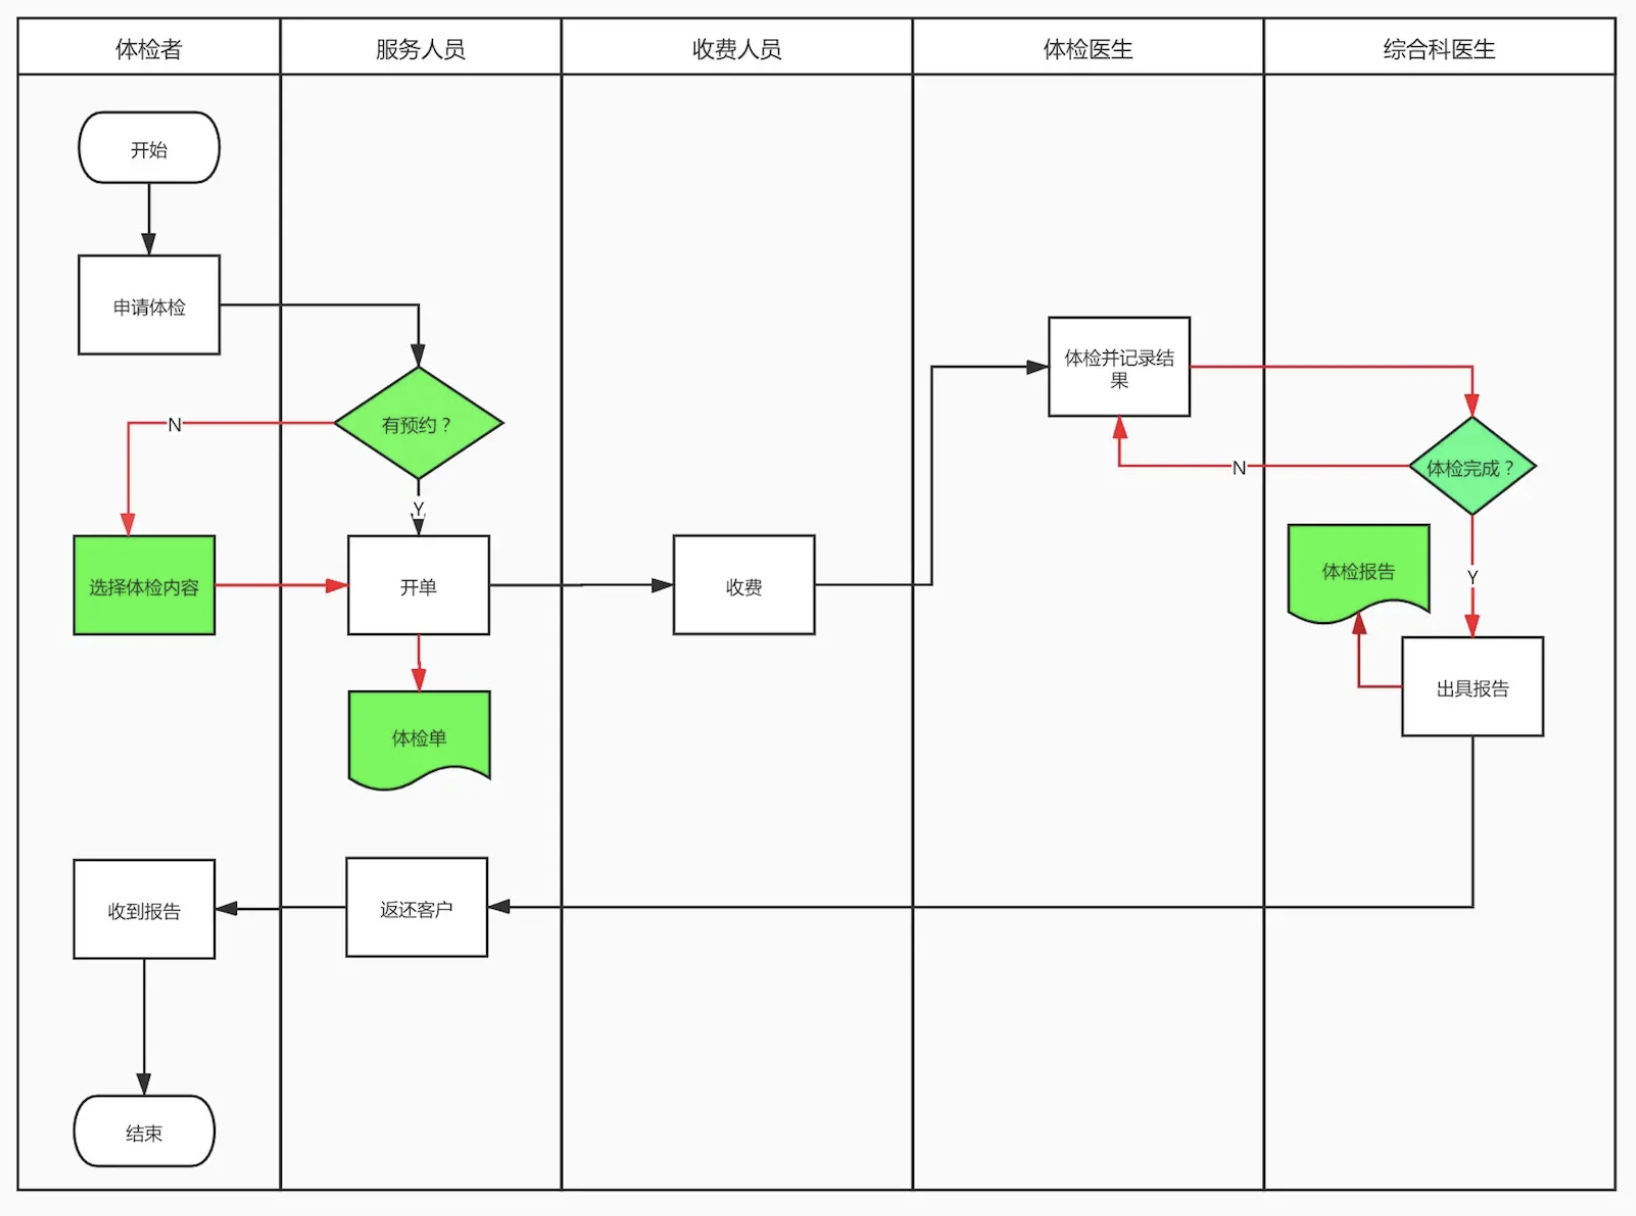 体检者
服务人员
收费人员
体检医生
综合科医生
开始
申请体检
有预约？
N
Y
选择体检内容
开单
体检单
收费
体检并记录结
果
体检完成？
N
Y
体检报告
出具报告
返还客户
收到报告
结束